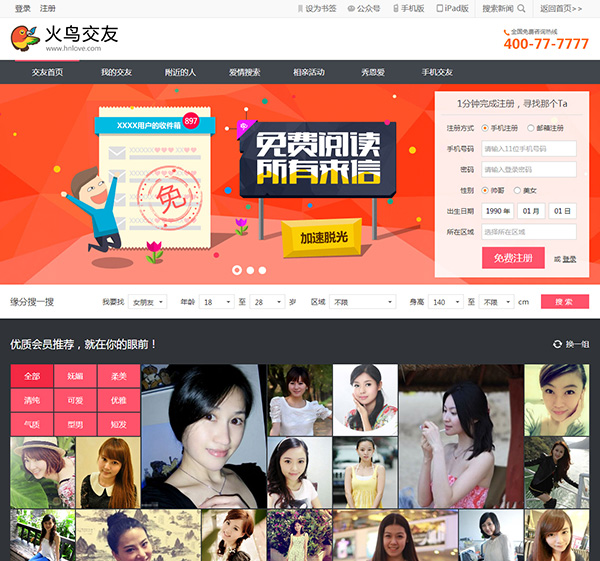 登录 注册 设为书签 公众号 手机版 iPad版 搜索新闻 返回首页>>
火鸟交友
www.hnlove.com
全国免费咨询热线
400-77-7777
交友首页 我的交友 附近的人 爱情搜索 相亲活动 秀恩爱 手机交友
XXXX用户的收件箱 897
免
免费阅读
所有来信
加速脱光
1分钟完成注册，寻找那个Ta
注册方式 手机注册 邮箱注册
手机号码 请输入11位手机号码
密码 请输入登录密码
性别 帅哥 美女
出生日期 1990 年 01 月 01 日
所在区域 选择所在区域
免费注册 或 登录
缘分搜一搜 我要找 女朋友 年龄 18 至 28 岁 区域 不限 身高 140 至 不限 cm 搜 索
优质会员推荐，就在你的眼前！ 换一组
全部 妩媚 柔美
清纯 可爱 优雅
气质 型男 短发